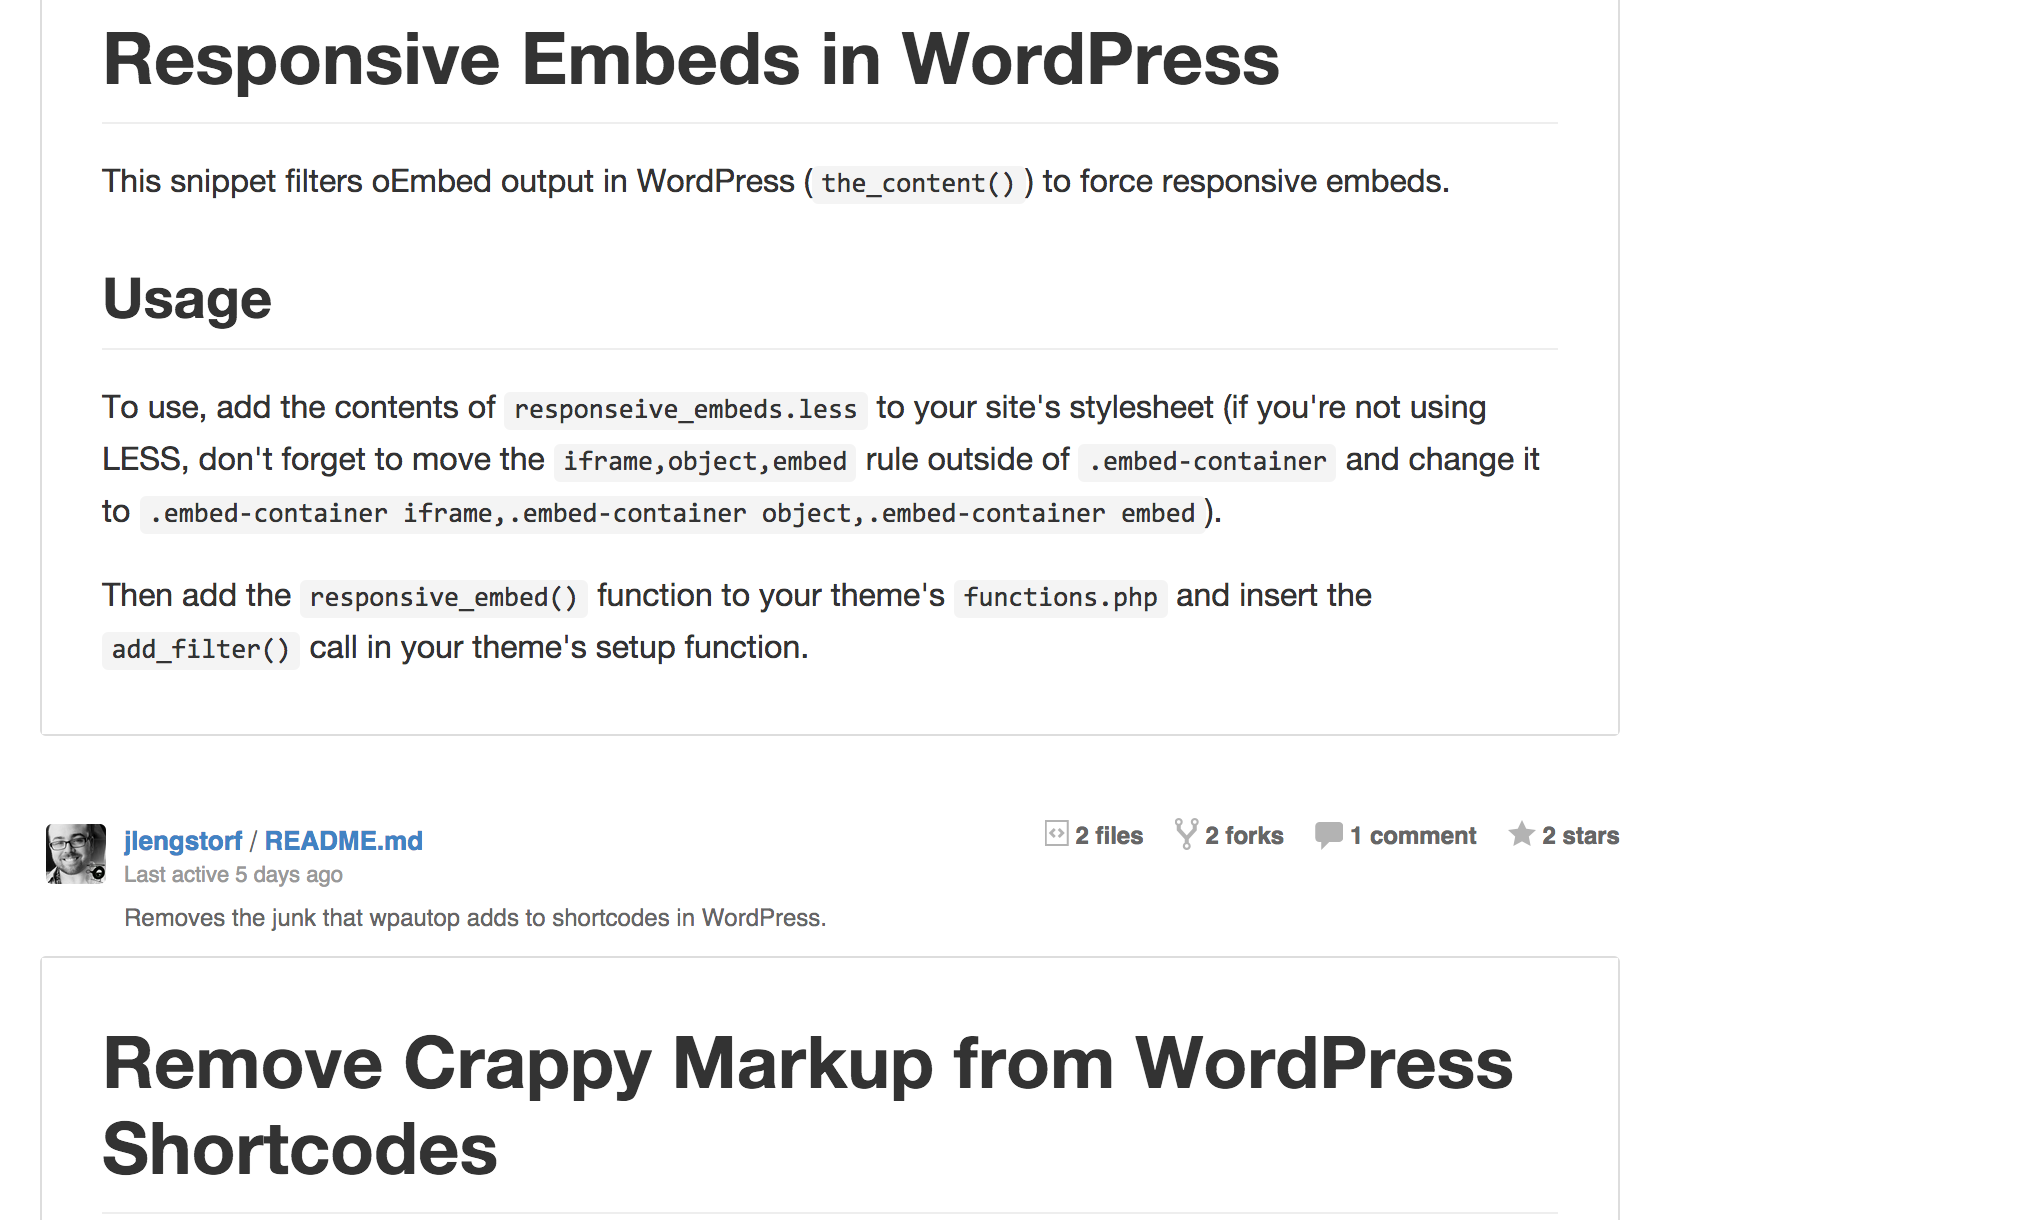 Responsive Embeds in WordPress
This snippet filters oEmbed output in WordPress ( the_content() ) to force responsive embeds.
Usage
To use, add the contents of responseive_embeds.less to your site's stylesheet (if you're not using
LESS, don't forget to move the iframe,object,embed rule outside of .embed-container and change it
to .embed-container iframe,.embed-container object,.embed-container embed ).
Then add the responsive_embed() function to your theme's functions.php and insert the
add_filter() call in your theme's setup function.
jlengstorf / README.md
2 files 2 forks 1 comment 2 stars
Last active 5 days ago
Removes the junk that wpautop adds to shortcodes in WordPress.
Remove Crappy Markup from WordPress
Shortcodes